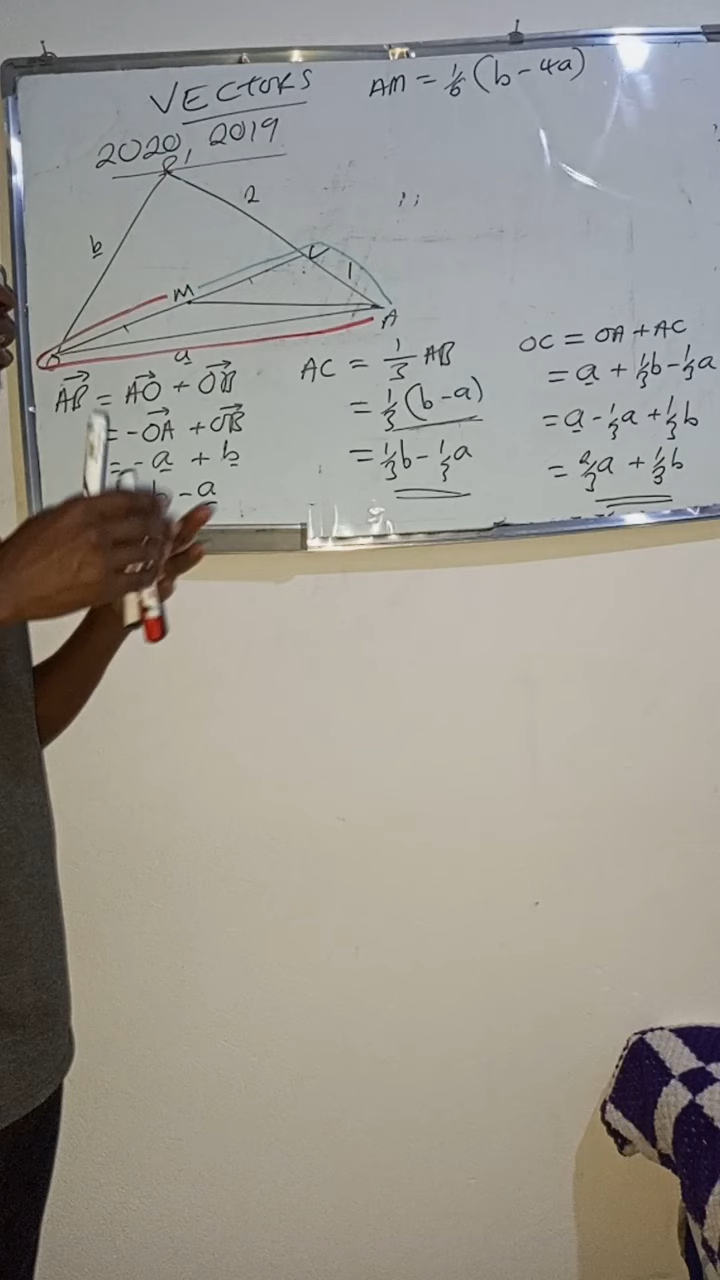 VECTORS
AM = 1/6 (b - 4a)
2020, 2019
2
b
M
1
A
a
AB = AO + OB
= -OA + OB
= -a + b
b - a
AC = 1/3 AB
= 1/3 (b - a)
= 1/3 b - 1/3 a
OC = OA + AC
= a + 1/3 b - 1/3 a
= a - 1/3 a + 1/3 b
= 2/3 a + 1/3 b